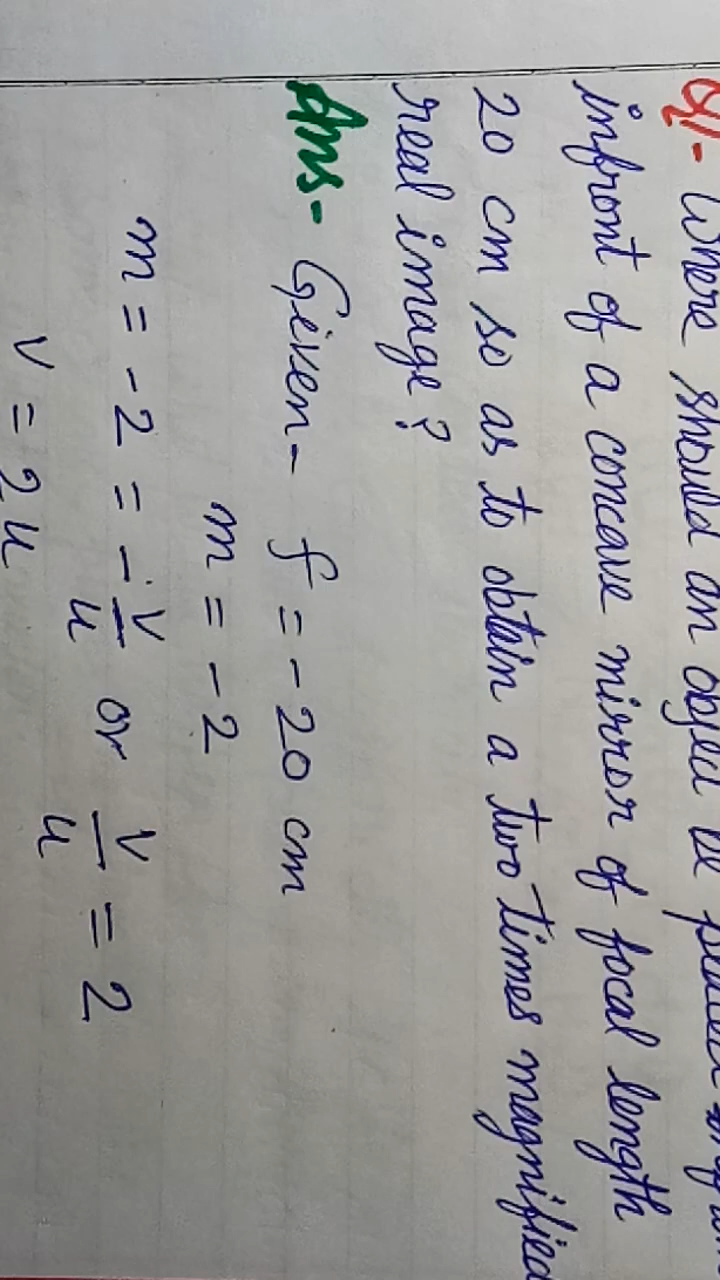 Q1- Where should an object be placed
infront of a concave mirror of focal length
20 cm so as to obtain a two times magnified
real image?
Ans- Given- f = -20 cm
m = -2
m = -2 = -v/u or v/u = 2
v = 2u